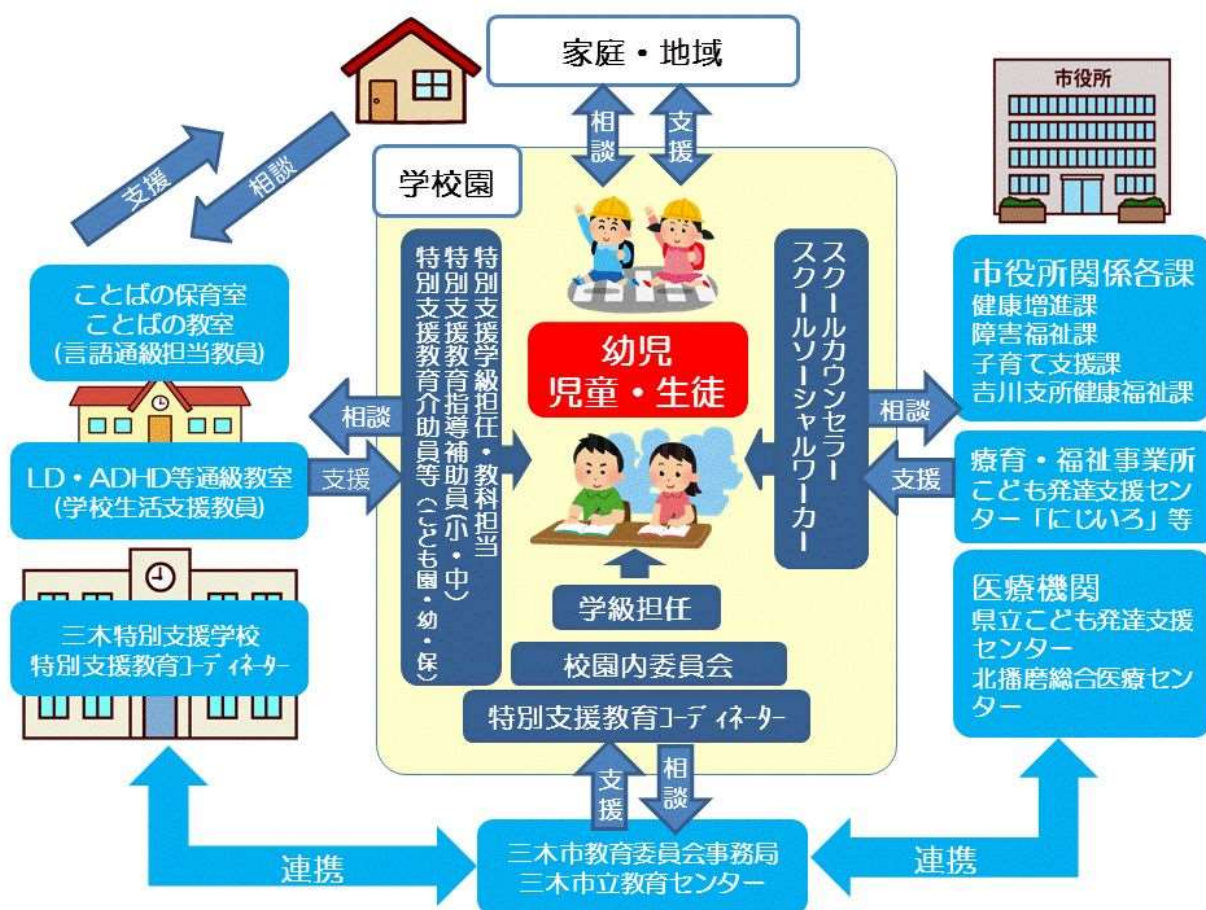 家庭・地域
市役所
相談
支援
支援
相談
学校園
特別支援学級担任・教科担当
特別支援教育指導補助員(小・中)
特別支援教育介助員等(こども園・幼・保)
幼児
児童・生徒
スクールカウンセラー
スクールソーシャルワーカー
ことばの保育室
ことばの教室
(言語通級担当教員)
相談
支援
LD・ADHD等通級教室
(学校生活支援教員)
三木特別支援学校
特別支援教育ｺｰﾃﾞｨﾈｰﾀｰ
市役所関係各課
健康増進課
障害福祉課
子育て支援課
吉川支所健康福祉課
相談
支援
療育・福祉事業所
こども発達支援セン
ター「にじいろ」等
医療機関
県立こども発達支援
センター
北播磨総合医療セン
ター
学級担任
校園内委員会
特別支援教育ｺｰﾃﾞｨﾈｰﾀｰ
支援
相談
三木市教育委員会事務局
三木市立教育センター
連携
連携